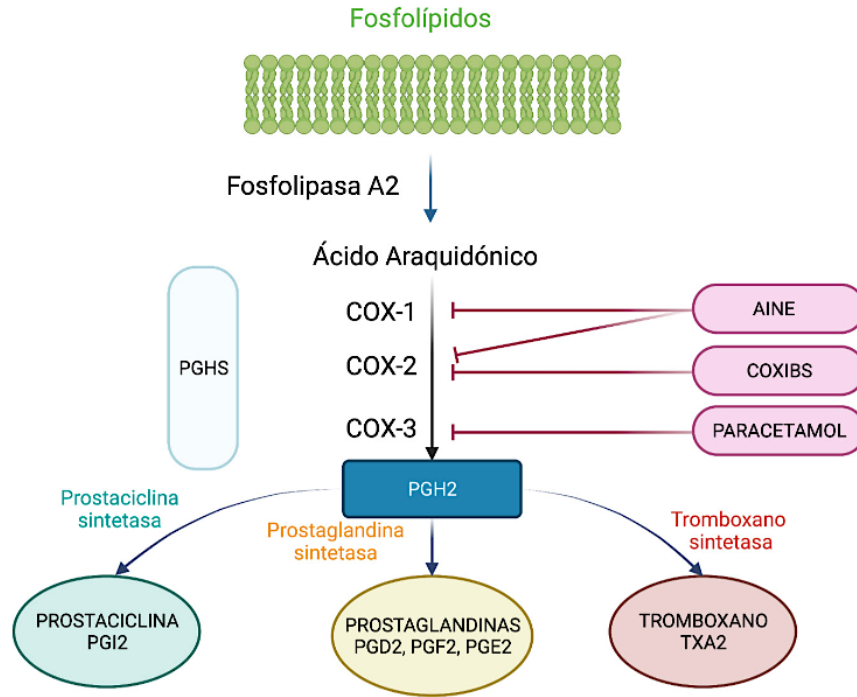 Fosfolípidos
Fosfolipasa A2
Ácido Araquidónico
COX-1
AINE
PGHS
COX-2
COXIBS
COX-3
PARACETAMOL
PGH2
Prostaciclina
sintetasa
Prostaglandina
sintetasa
Tromboxano
sintetasa
PROSTACICLINA
PGI2
PROSTAGLANDINAS
PGD2, PGF2, PGE2
TROMBOXANO
TXA2